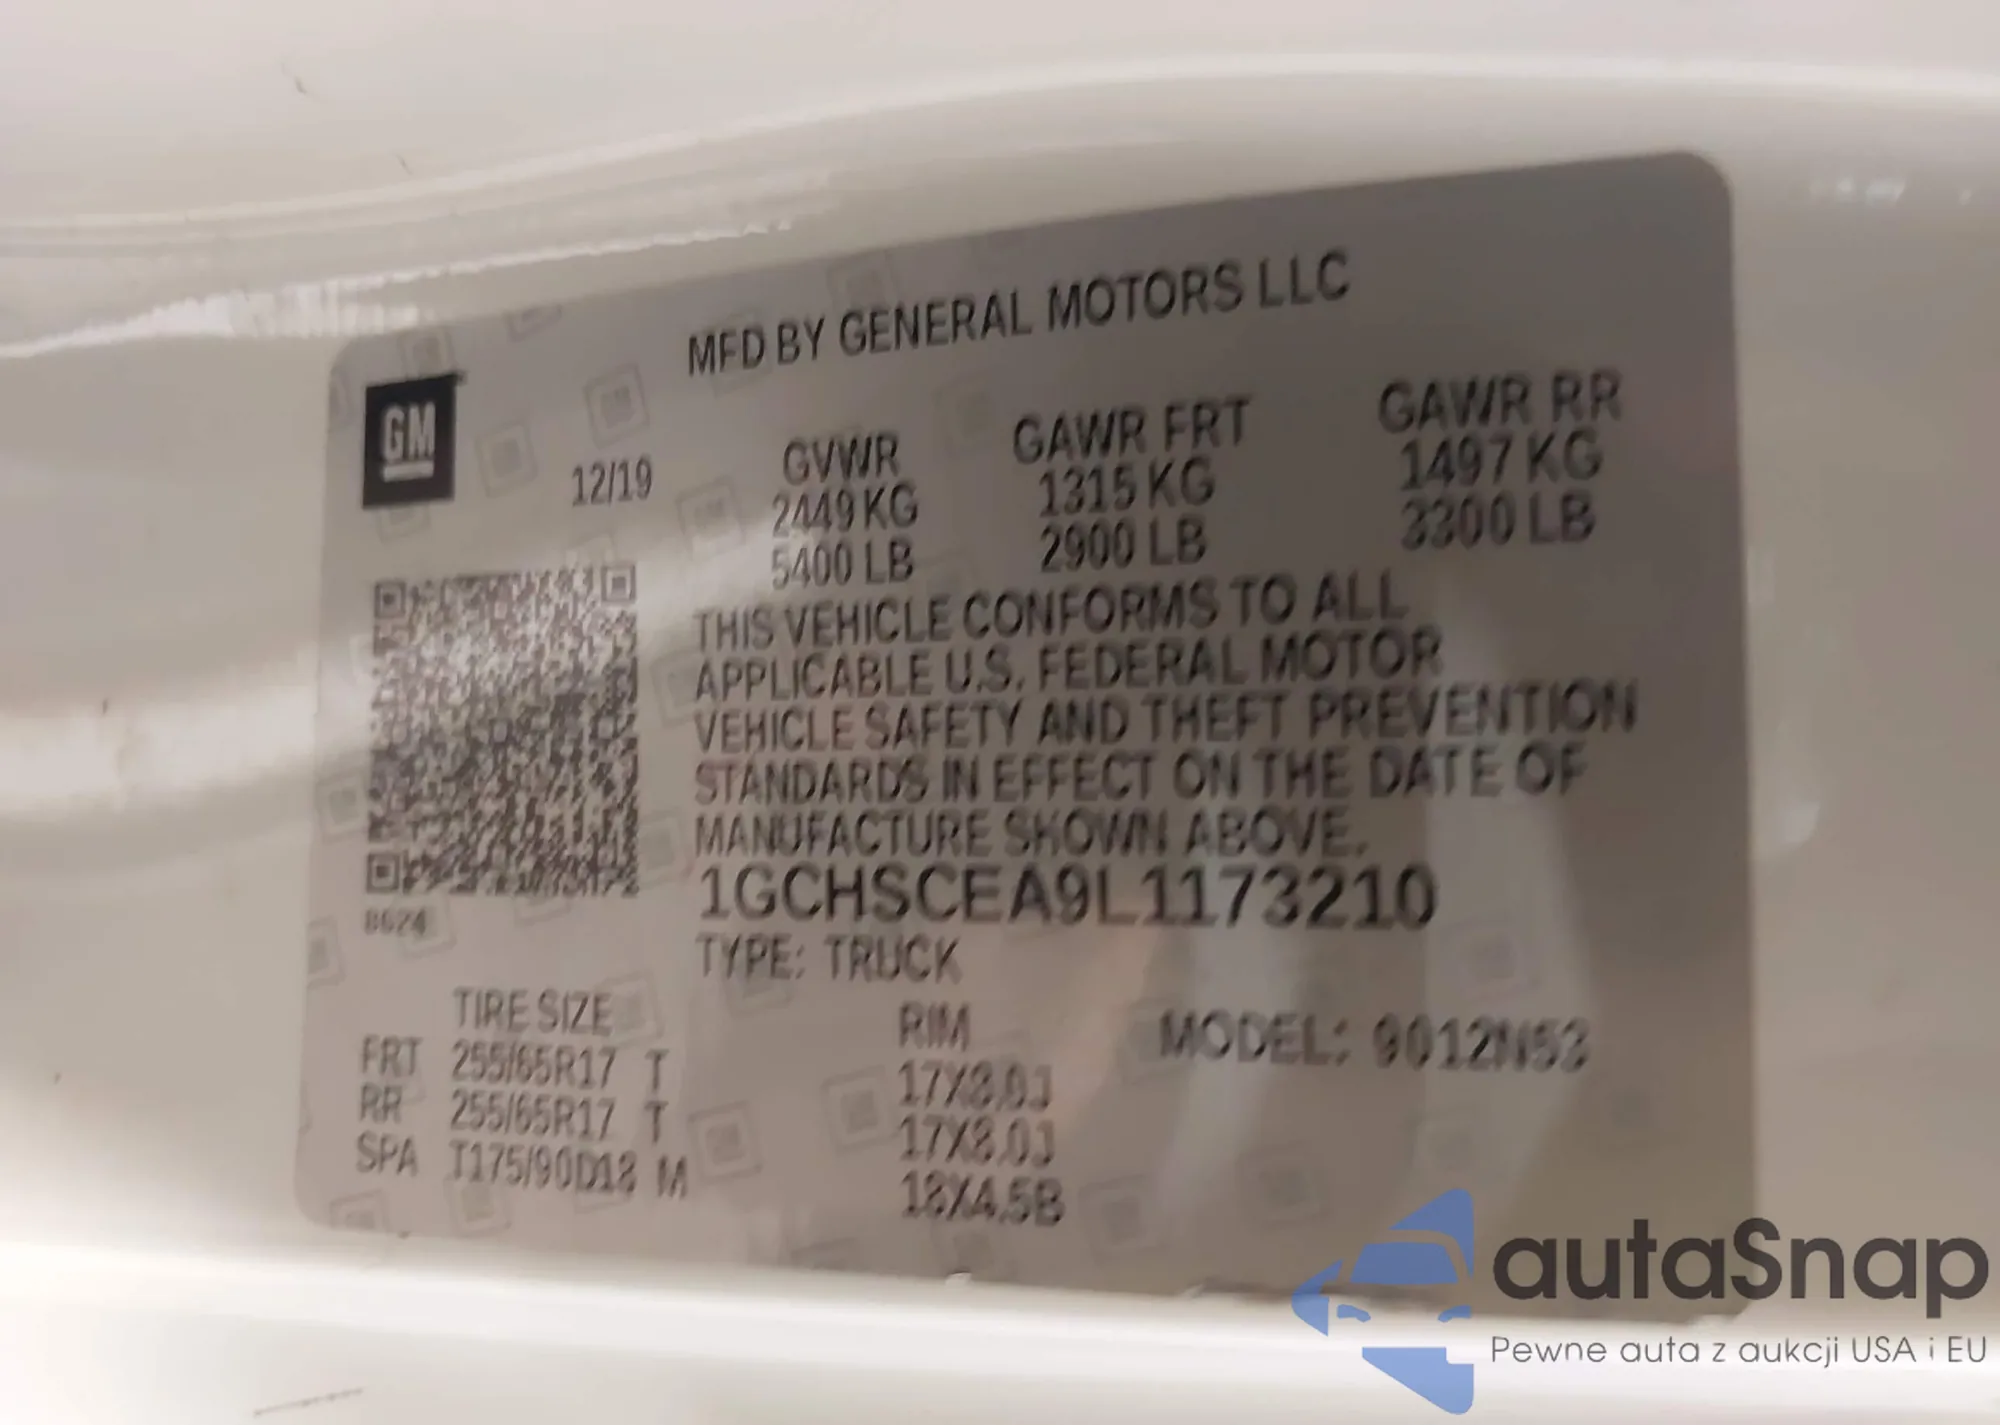 MFD BY GENERAL MOTORS LLC
GM
12/19
GVWR GAWR FRT GAWR RR
2449 KG 1315 KG 1497 KG
5400 LB 2900 LB 3300 LB
THIS VEHICLE CONFORMS TO ALL
APPLICABLE U.S. FEDERAL MOTOR
VEHICLE SAFETY AND THEFT PREVENTION
STANDARDS IN EFFECT ON THE DATE OF
MANUFACTURE SHOWN ABOVE.
8624
1GCHSCEA9L1173210
TYPE: TRUCK
TIRE SIZE RIM MODEL: 9012N53
FRT 255/65R17 T 17X8.0J
RR 255/65R17 T 17X8.0J
SPA T175/90D18 M 18X4.5B
autaSnap
Pewne auta z aukcji USA i EU